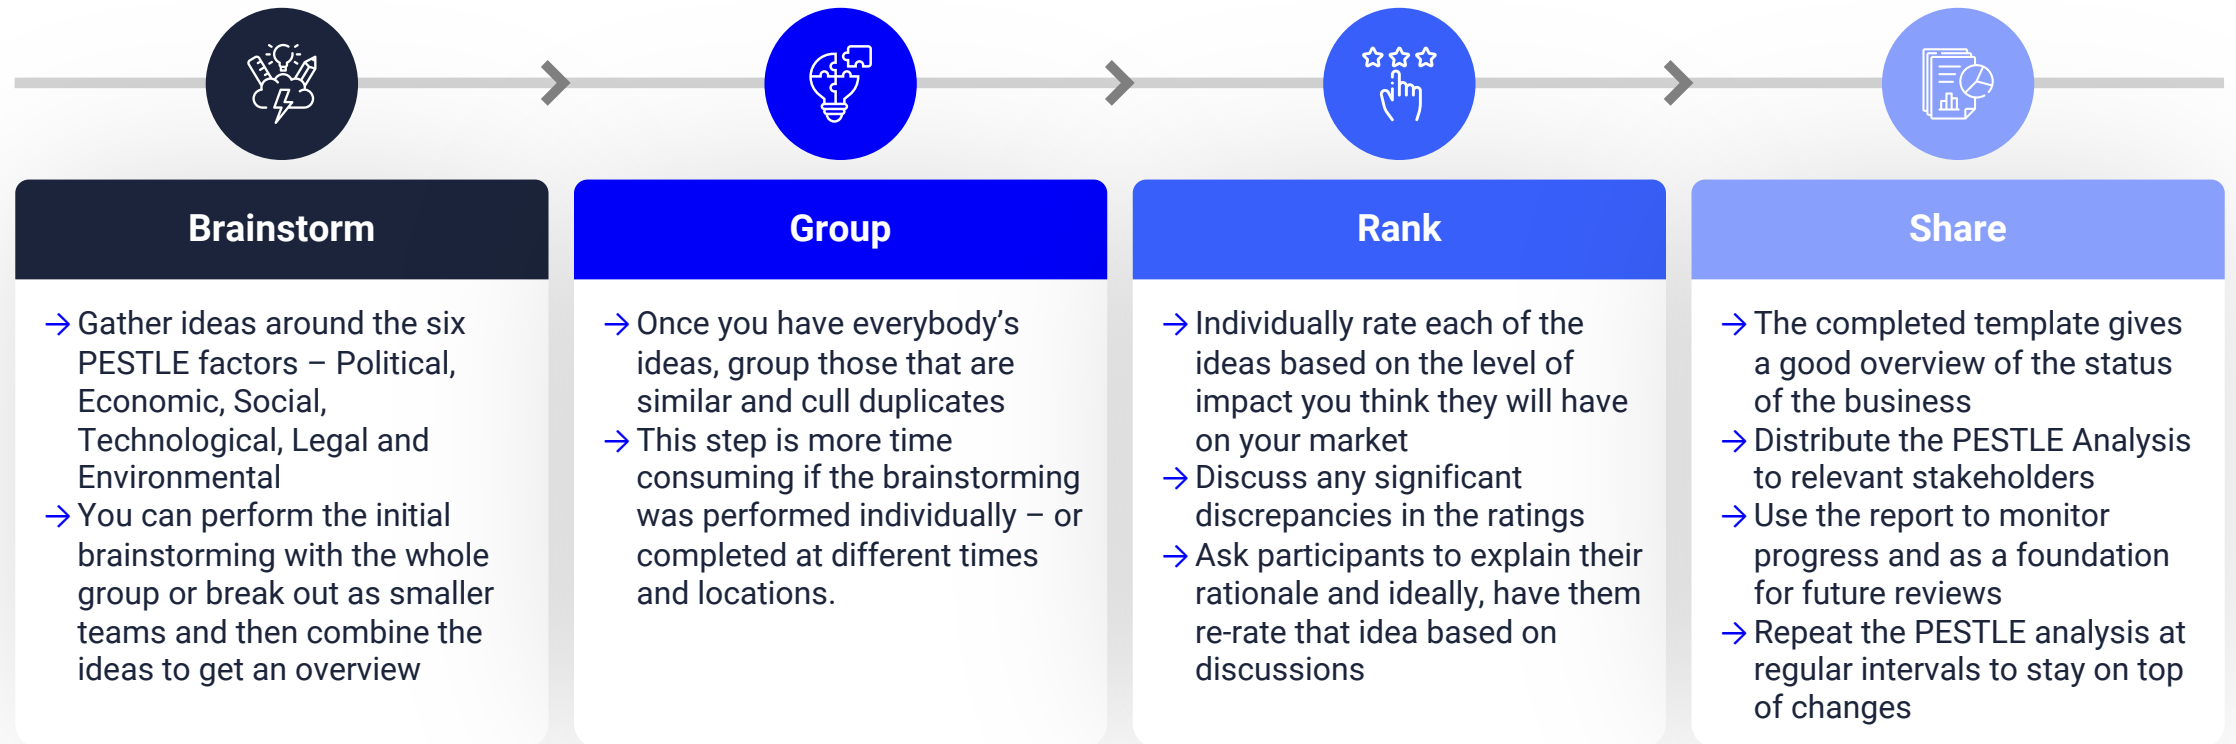 Brainstorm
→ Gather ideas around the six
PESTLE factors – Political,
Economic, Social,
Technological, Legal and
Environmental
→ You can perform the initial
brainstorming with the whole
group or break out as smaller
teams and then combine the
ideas to get an overview
Group
→ Once you have everybody’s
ideas, group those that are
similar and cull duplicates
→ This step is more time
consuming if the brainstorming
was performed individually – or
completed at different times
and locations.
Rank
→ Individually rate each of the
ideas based on the level of
impact you think they will have
on your market
→ Discuss any significant
discrepancies in the ratings
→ Ask participants to explain their
rationale and ideally, have them
re-rate that idea based on
discussions
Share
→ The completed template gives
a good overview of the status
of the business
→ Distribute the PESTLE Analysis
to relevant stakeholders
→ Use the report to monitor
progress and as a foundation
for future reviews
→ Repeat the PESTLE analysis at
regular intervals to stay on top
of changes